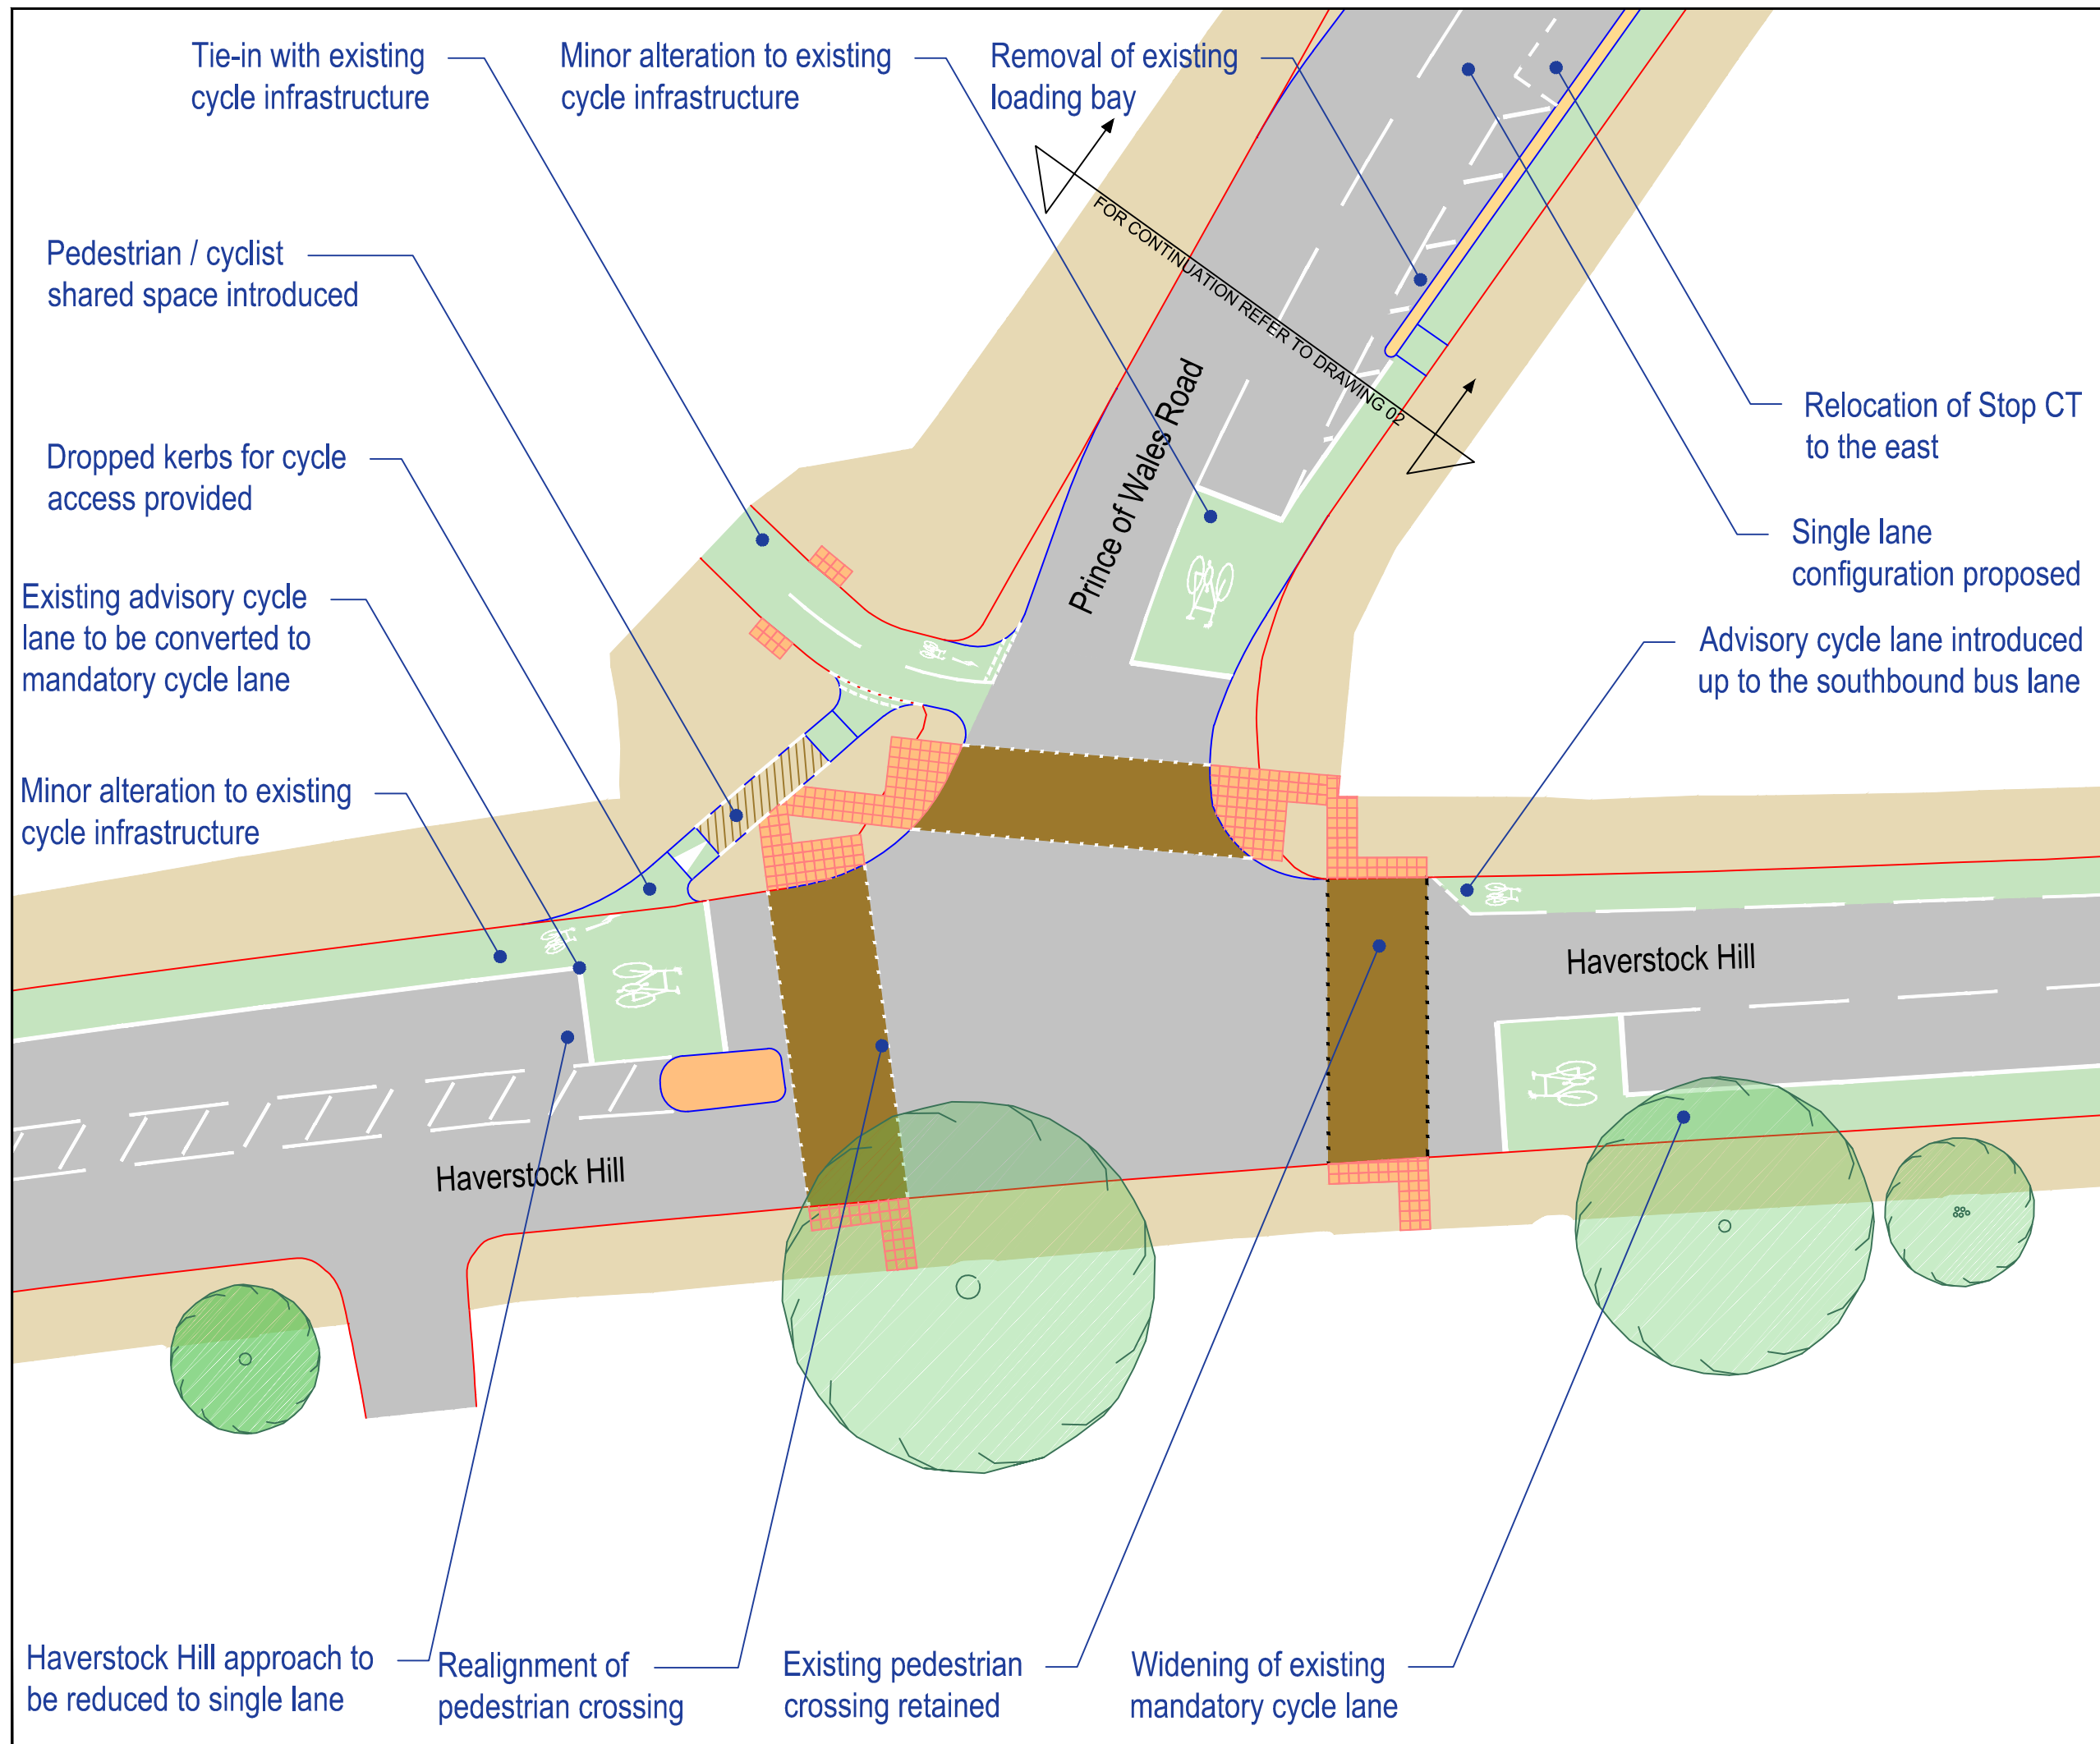 Tie-in with existing
cycle infrastructure
Minor alteration to existing
cycle infrastructure
Removal of existing
loading bay
Pedestrian / cyclist
shared space introduced
FOR CONTINUATION REFER TO DRAWING 02
Prince of Wales Road
Relocation of Stop CT
to the east
Dropped kerbs for cycle
access provided
Single lane
configuration proposed
Existing advisory cycle
lane to be converted to
mandatory cycle lane
Advisory cycle lane introduced
up to the southbound bus lane
Minor alteration to existing
cycle infrastructure
Haverstock Hill
Haverstock Hill
Haverstock Hill approach to
be reduced to single lane
Realignment of
pedestrian crossing
Existing pedestrian
crossing retained
Widening of existing
mandatory cycle lane